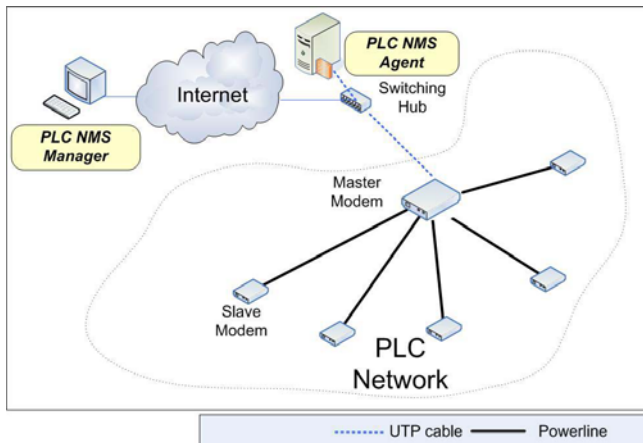 PLC NMS
Agent
Internet
Switching
Hub
PLC NMS
Manager
Master
Modem
Slave
Modem
PLC
Network
UTP cable
Powerline